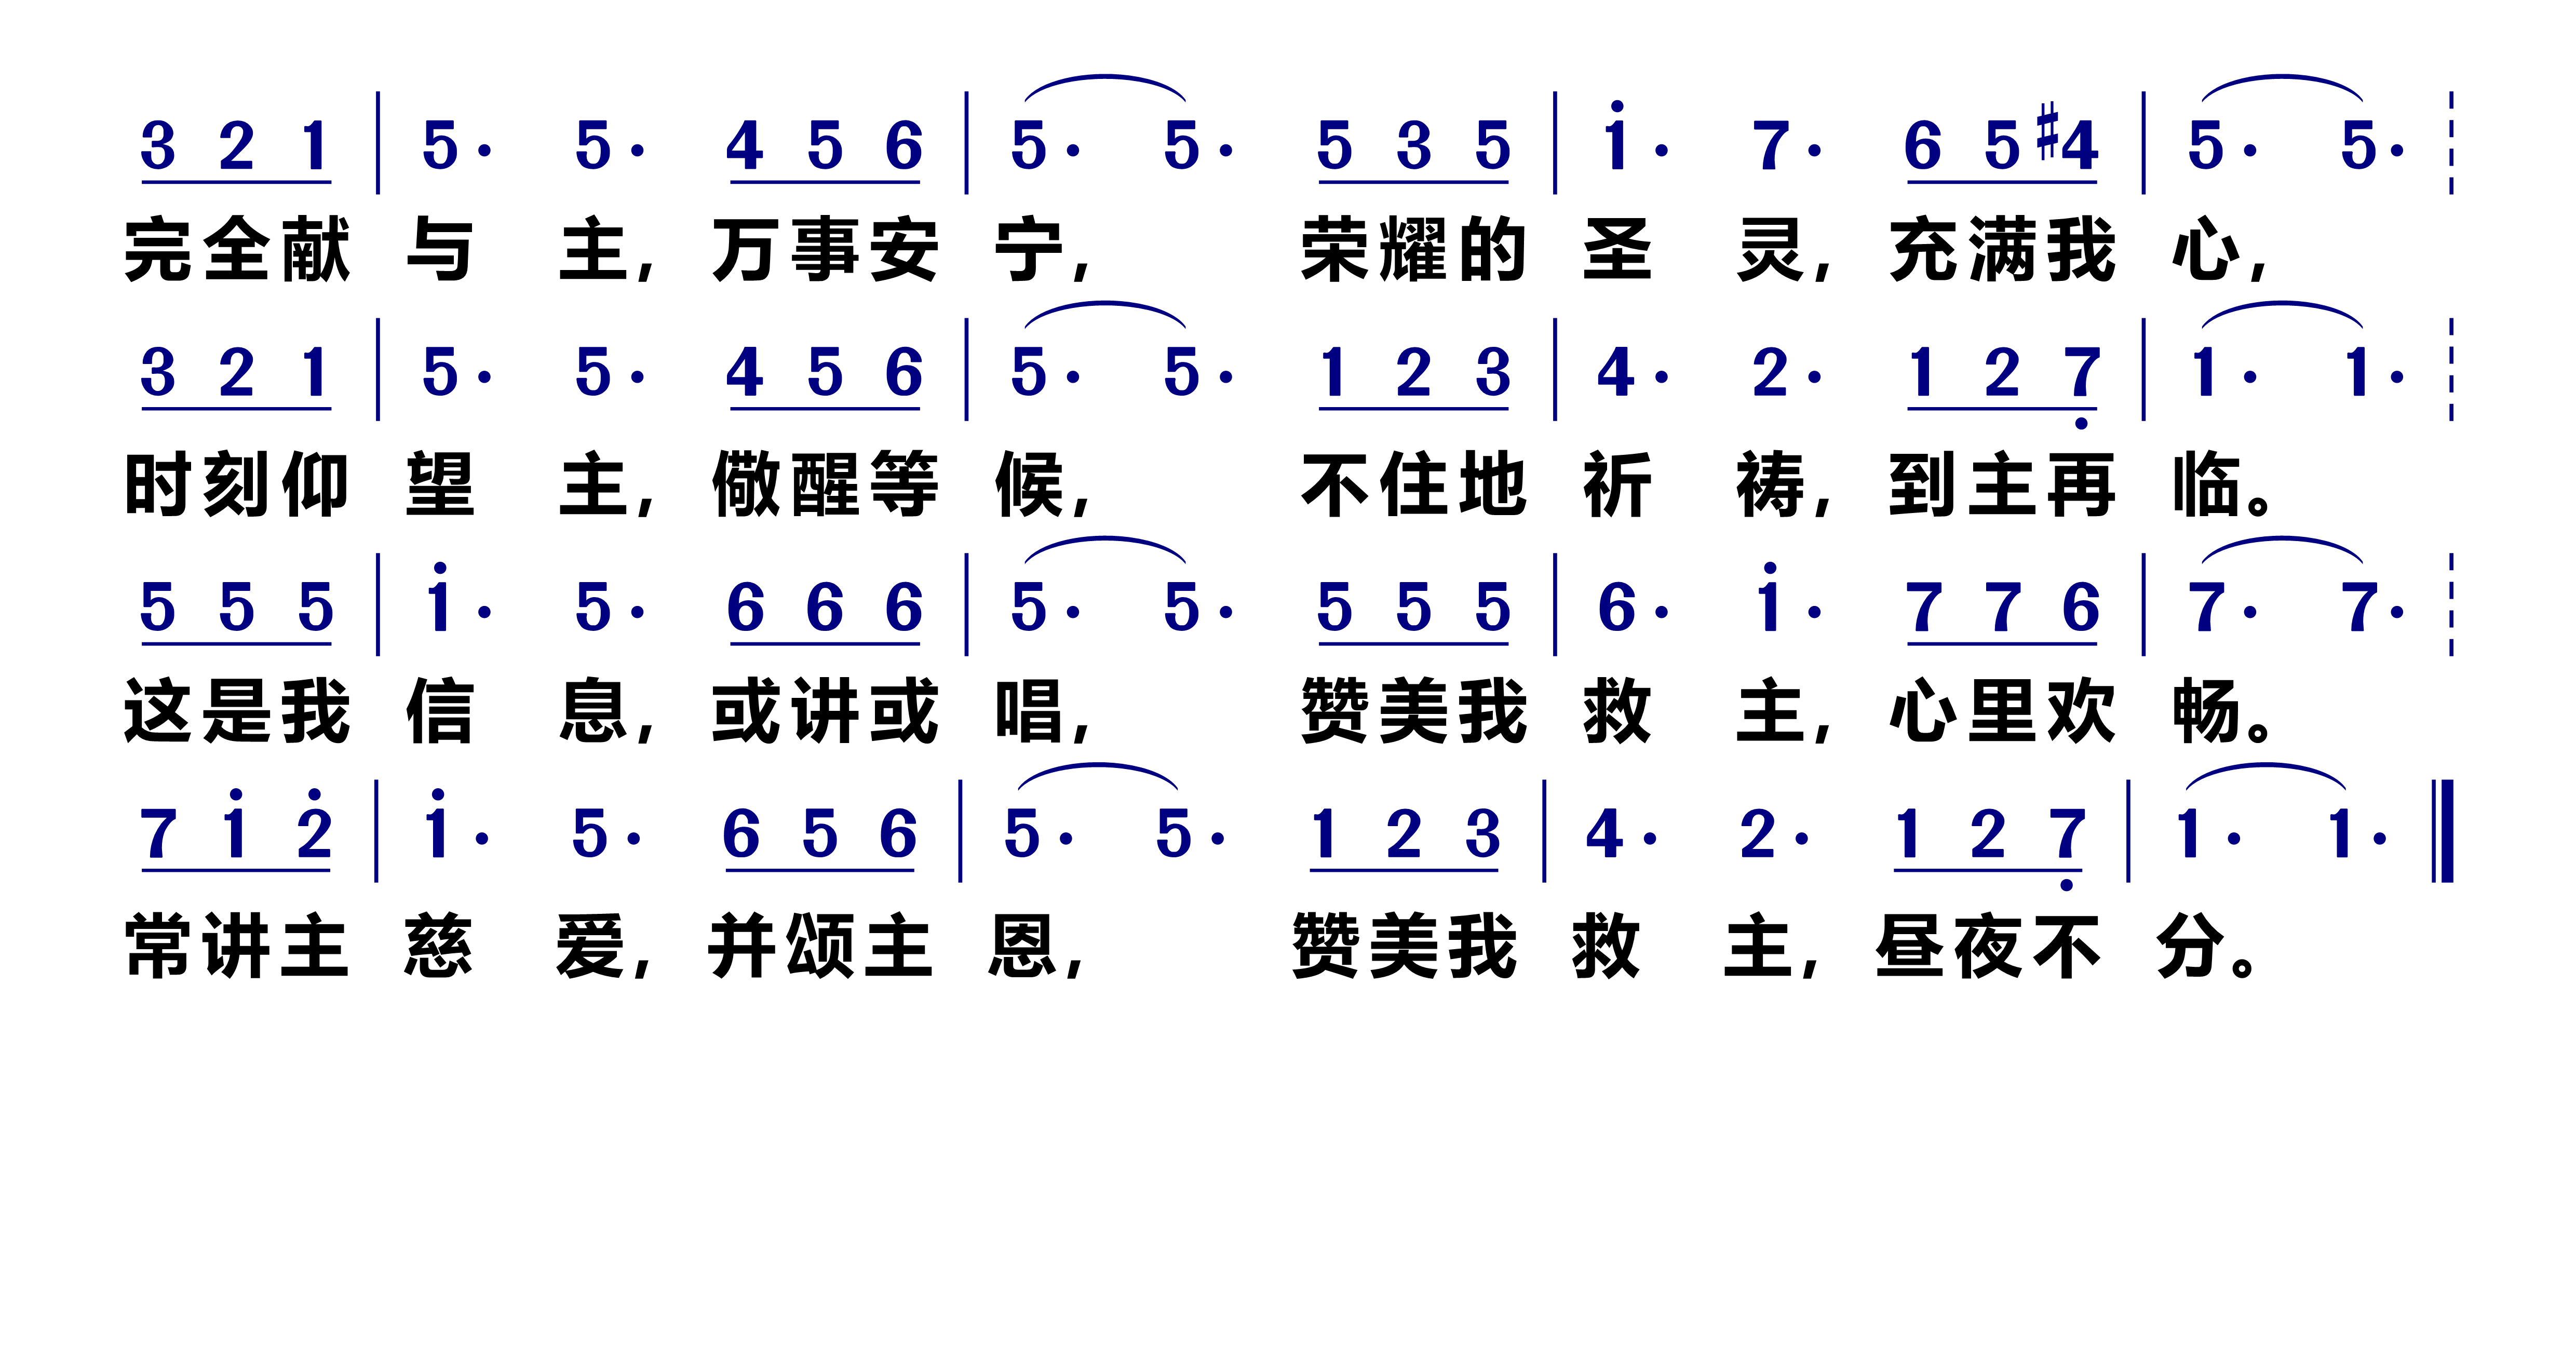 3 2 1 | 5· 5· 4 5 6 | 5· 5· 5 3 5 | 1̇· 7· 6 5 ♯4 | 5· 5· ¦
完全献 与 主, 万事安 宁, 荣耀的 圣 灵, 充满我 心,
3 2 1 | 5· 5· 4 5 6 | 5· 5· 1 2 3 | 4· 2· 1 2 7̣ | 1· 1· ¦
时刻仰 望 主, 儆醒等 候, 不住地 祈 祷, 到主再 临。
5 5 5 | 1̇· 5· 6 6 6 | 5· 5· 5 5 5 | 6· 1̇· 7 7 6 | 7· 7· ¦
这是我 信 息, 或讲或 唱, 赞美我 救 主, 心里欢 畅。
7 1̇ 2̇ | 1̇· 5· 6 5 6 | 5· 5· 1 2 3 | 4· 2· 1 2 7̣ | 1· 1· ‖
常讲主 慈 爱, 并颂主 恩, 赞美我 救 主, 昼夜不 分。